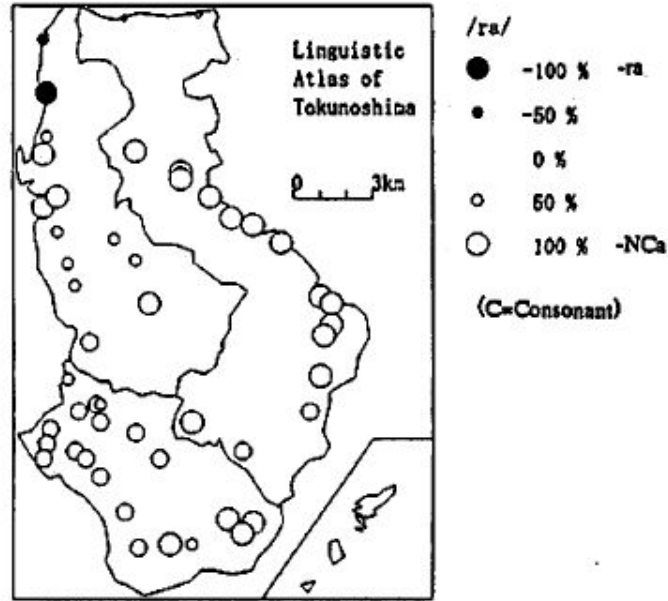 Linguistic
Atlas of
Tokunoshima
0 3km
/ra/
-100 % -ra
-50 %
0 %
50 %
100 % -NCa
(C=Consonant)